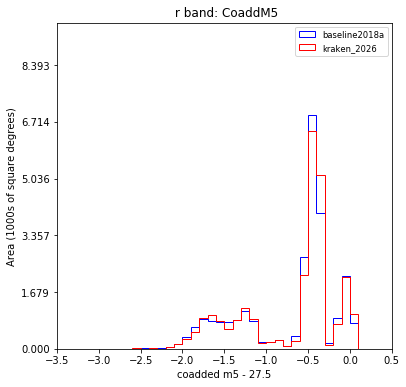 r band: CoaddM5
baseline2018a
kraken_2026
Area (1000s of square degrees)
8.393
6.714
5.036
3.357
1.679
0.000
−3.5 −3.0 −2.5 −2.0 −1.5 −1.0 −0.5 0.0 0.5
coadded m5 - 27.5